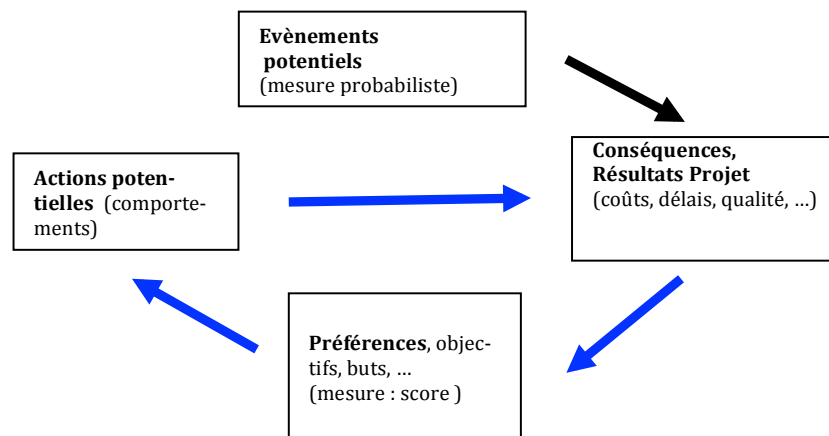 Evènements
potentiels
(mesure probabiliste)
Actions poten-
tielles (comporte-
ments)
Conséquences,
Résultats Projet
(coûts, délais, qualité, ...)
Préférences, objec-
tifs, buts, ...
(mesure : score )